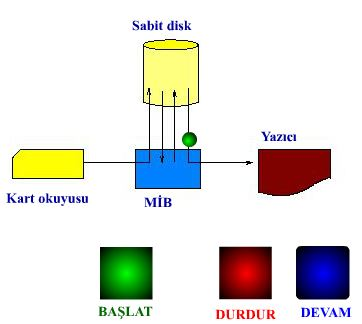 Sabit disk
Yazıcı
Kart okuyusu
MİB
BAŞLAT
DURDUR
DEVAM